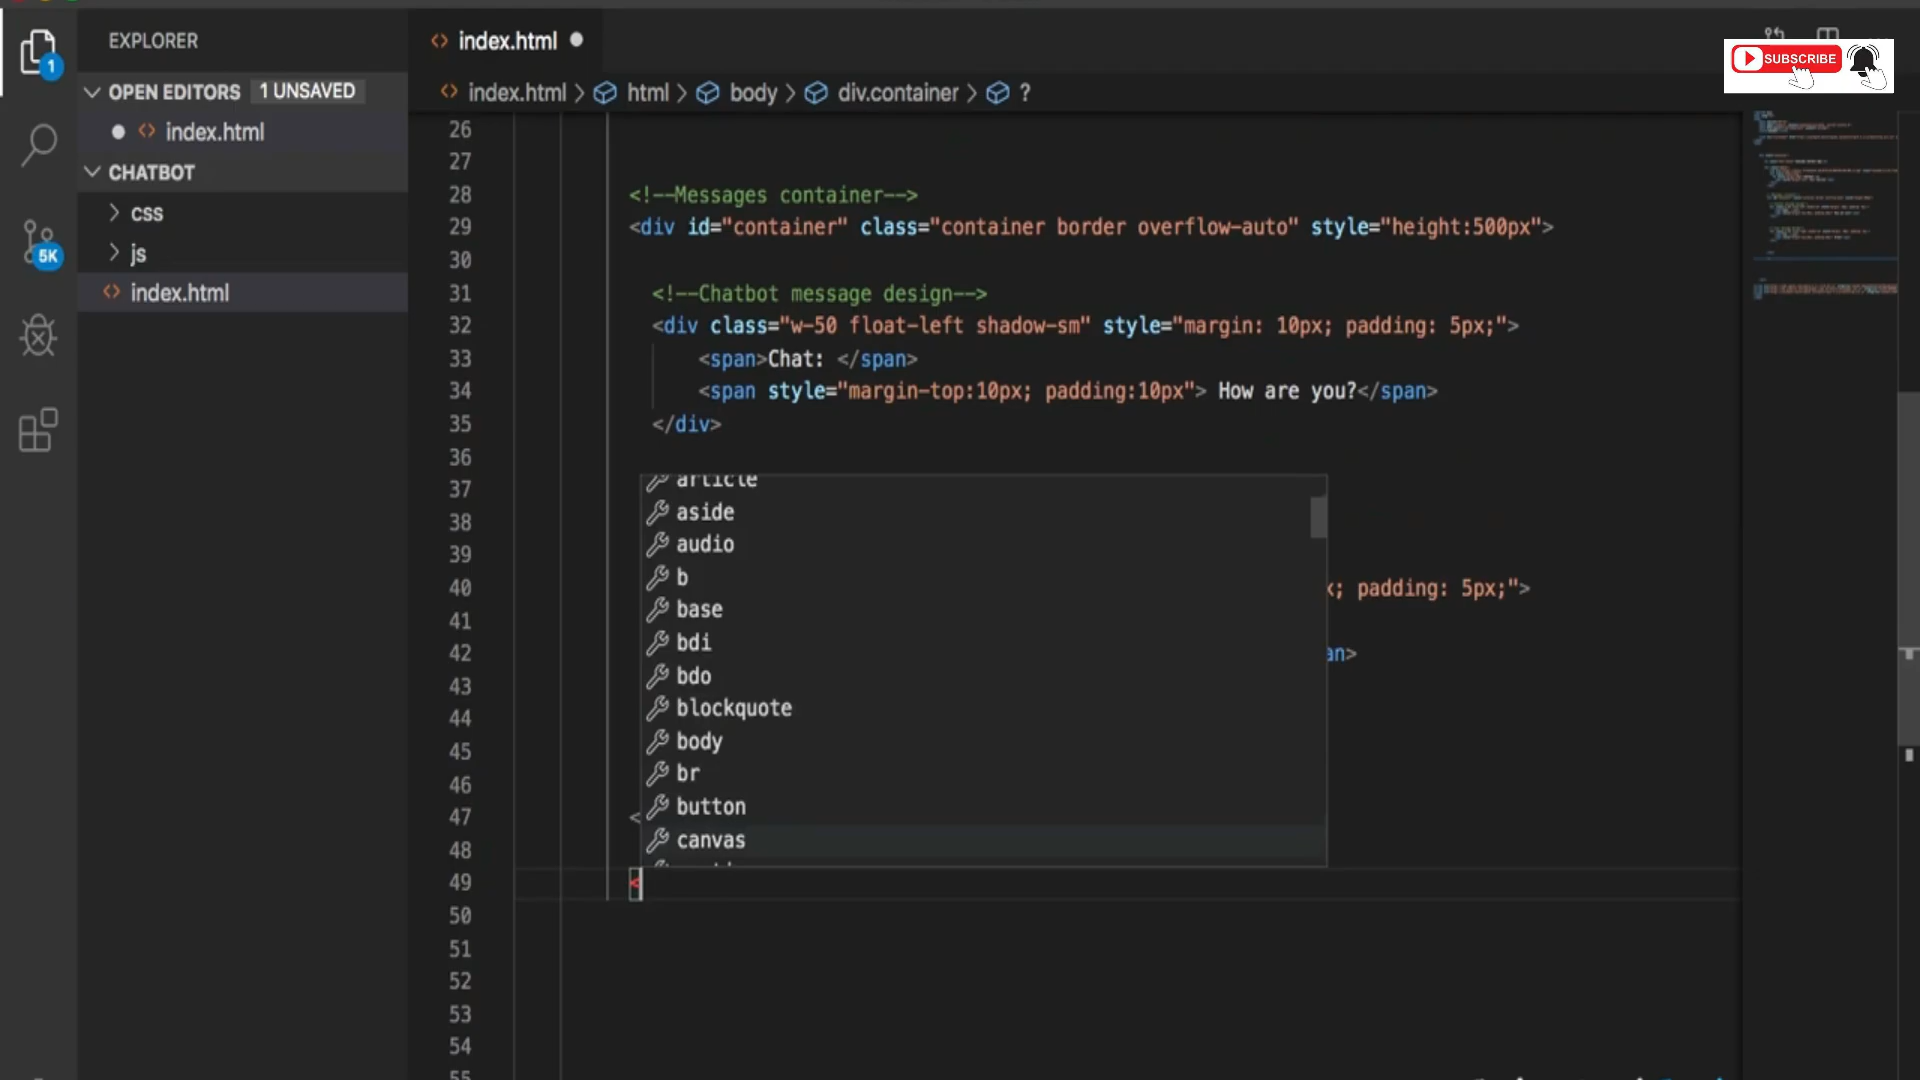 EXPLORER
OPEN EDITORS 1 UNSAVED
index.html
CHATBOT
css
js
index.html
1
5K
index.html
index.html > html > body > div.container > ?
SUBSCRIBE
26
27
28 <!--Messages container-->
29 <div id="container" class="container border overflow-auto" style="height:500px">
30
31 <!--Chatbot message design-->
32 <div class="w-50 float-left shadow-sm" style="margin: 10px; padding: 5px;">
33 <span>Chat: </span>
34 <span style="margin-top:10px; padding:10px"> How are you?</span>
35 </div>
36
37 article
38 aside
39 audio
b
40 x; padding: 5px;">
base
41
bdi
42 an>
bdo
43
blockquote
44
body
45
br
46
button
47 <
canvas
48
49 <
50
51
52
53
54
55